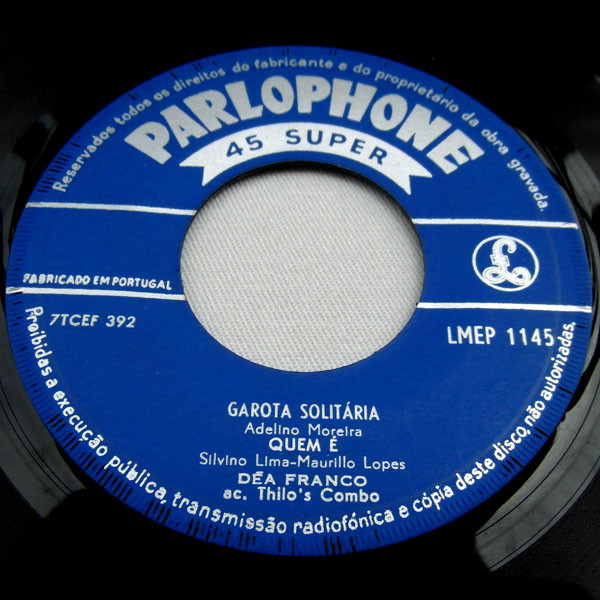 Reservados todos os direitos do fabricante e do proprietário da obra gravada.
PARLOPHONE
45 SUPER
£
FABRICADO EM PORTUGAL
7TCEF 392
LMEP 1145
GAROTA SOLITÁRIA
Adelino Moreira
QUEM É
Silvino Lima-Maurillo Lopes
DÉA FRANCO
ac. Thilo's Combo
Proibidas a execução pública, transmissão radiofónica e cópia deste disco, não autorizadas.